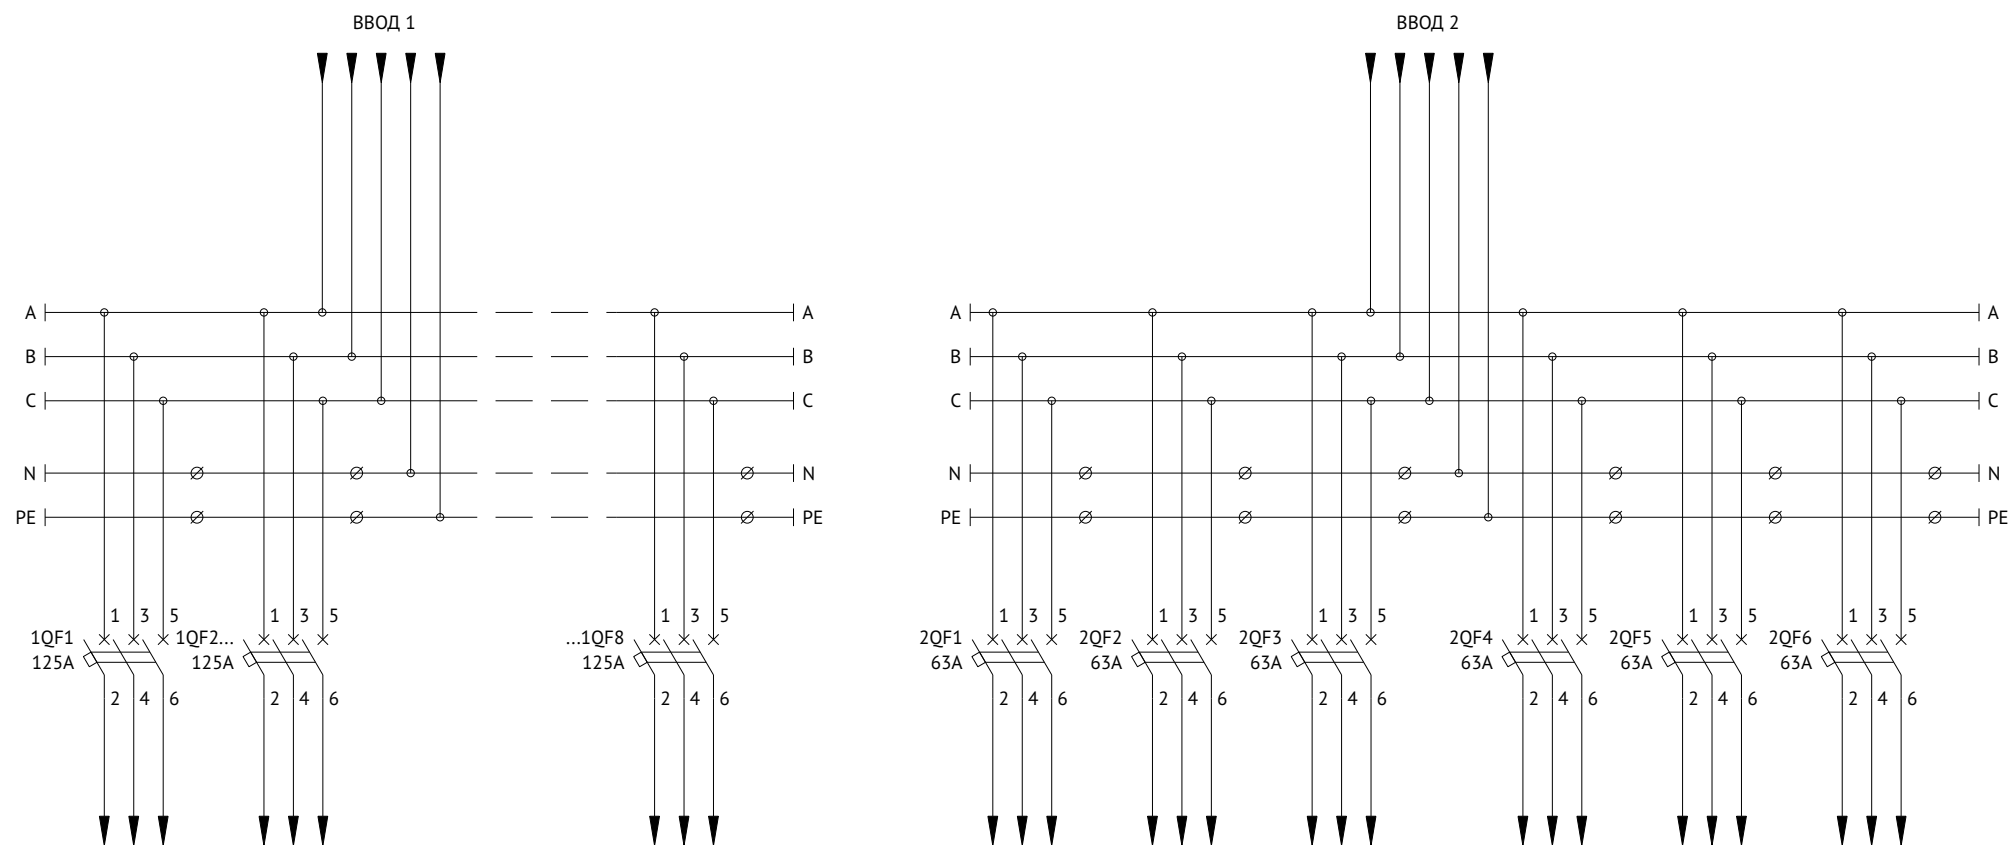 ВВОД 1 ВВОД 2
A A A A
B B B B
C C C C
N N N N
PE PE PE PE
1 3 5 1 3 5 1 3 5 1 3 5 1 3 5 1 3 5 1 3 5 1 3 5 1 3 5
1QF1 1QF2... ...1QF8 2QF1 2QF2 2QF3 2QF4 2QF5 2QF6
125A 125A 125A 63A 63A 63A 63A 63A 63A
2 4 6 2 4 6 2 4 6 2 4 6 2 4 6 2 4 6 2 4 6 2 4 6 2 4 6